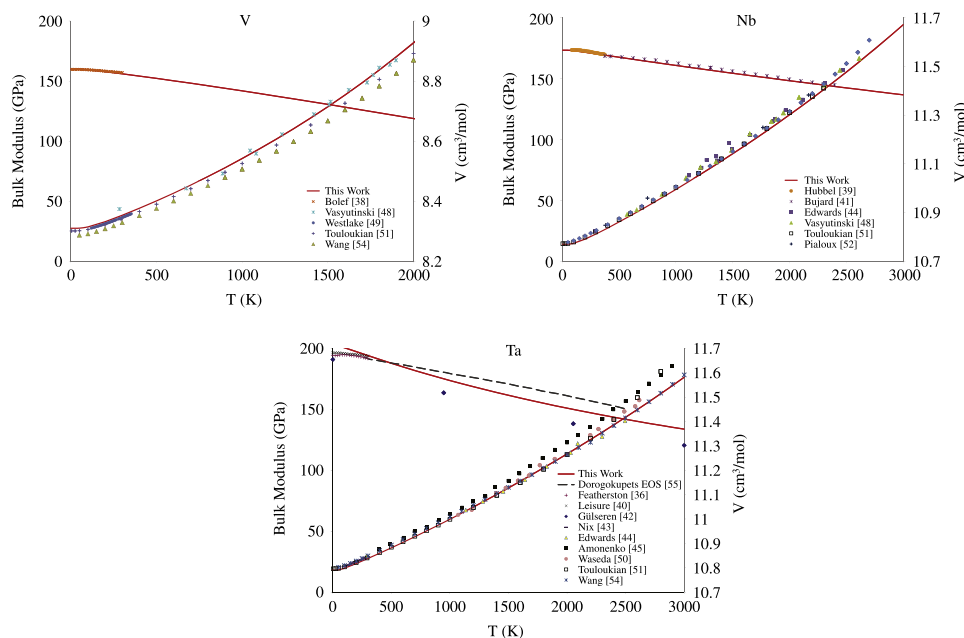 V
200
150
100
50
0
Bulk Modulus (GPa)
9
8.8
8.6
8.4
8.2
V (cm³/mol)
This Work
Bolef [38]
Vasyutinski [48]
Westlake [49]
Touloukian [51]
Wang [54]
0 500 1000 1500 2000
T (K)
Nb
200
150
100
50
0
Bulk Modulus (GPa)
11.7
11.5
11.3
11.1
10.9
10.7
V (cm³/mol)
This Work
Hubbel [39]
Bujard [41]
Edwards [44]
Vasyutinski [48]
Touloukian [51]
Pialoux [52]
0 500 1000 1500 2000 2500 3000
T (K)
Ta
200
150
100
50
0
Bulk Modulus (GPa)
11.7
11.6
11.5
11.4
11.3
11.2
11.1
11
10.9
10.8
10.7
V (cm³/mol)
This Work
Dorogokupets EOS [55]
Featherston [36]
Leisure [40]
Gülseren [42]
Nix [43]
Edwards [44]
Amonenko [45]
Waseda [50]
Touloukian [51]
Wang [54]
0 500 1000 1500 2000 2500 3000
T (K)